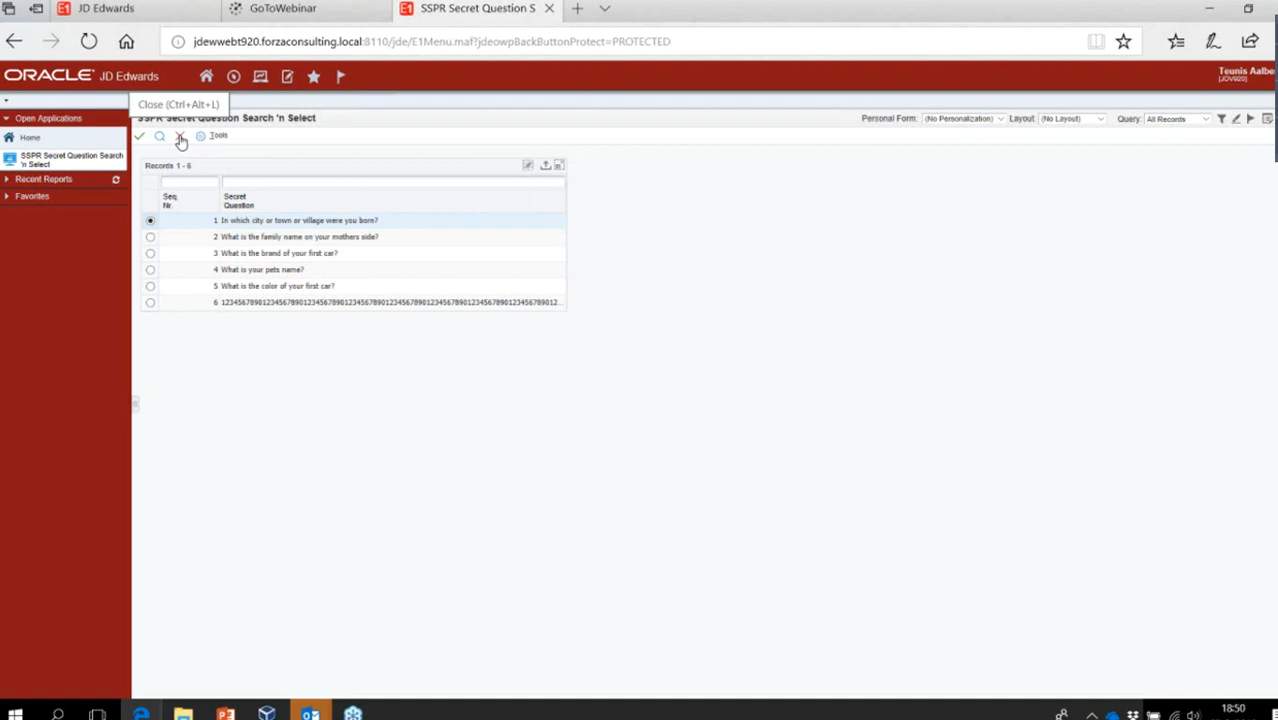 JD Edwards
GoToWebinar
SSPR Secret Question S
jdewwebt920.forzaconsulting.local:8110/jde/E1Menu.maf?jdeowpBackButtonProtect=PROTECTED
ORACLE JD Edwards
Teunis Aalbe
[JDV920]
Close (Ctrl+Alt+L)
Open Applications
SSPR Secret Question Search 'n Select
Personal Form: (No Personalization) Layout (No Layout) Query: All Records
Home
Tools
SSPR Secret Question Search
'n Select
Recent Reports
Favorites
Records 1 - 6
Seq. Nr.
Secret Question
1 In which city or town or village were you born?
2 What is the family name on your mothers side?
3 What is the brand of your first car?
4 What is your pets name?
5 What is the color of your first car?
6 1234567890123456789012345678901234567890123456789012345678901234567890123456789012...
18:50